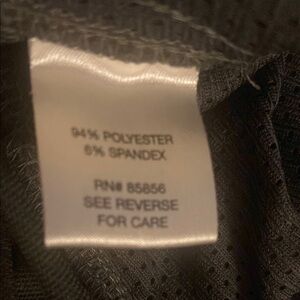 94% POLYESTER
6% SPANDEX
RN# 85856
SEE REVERSE
FOR CARE